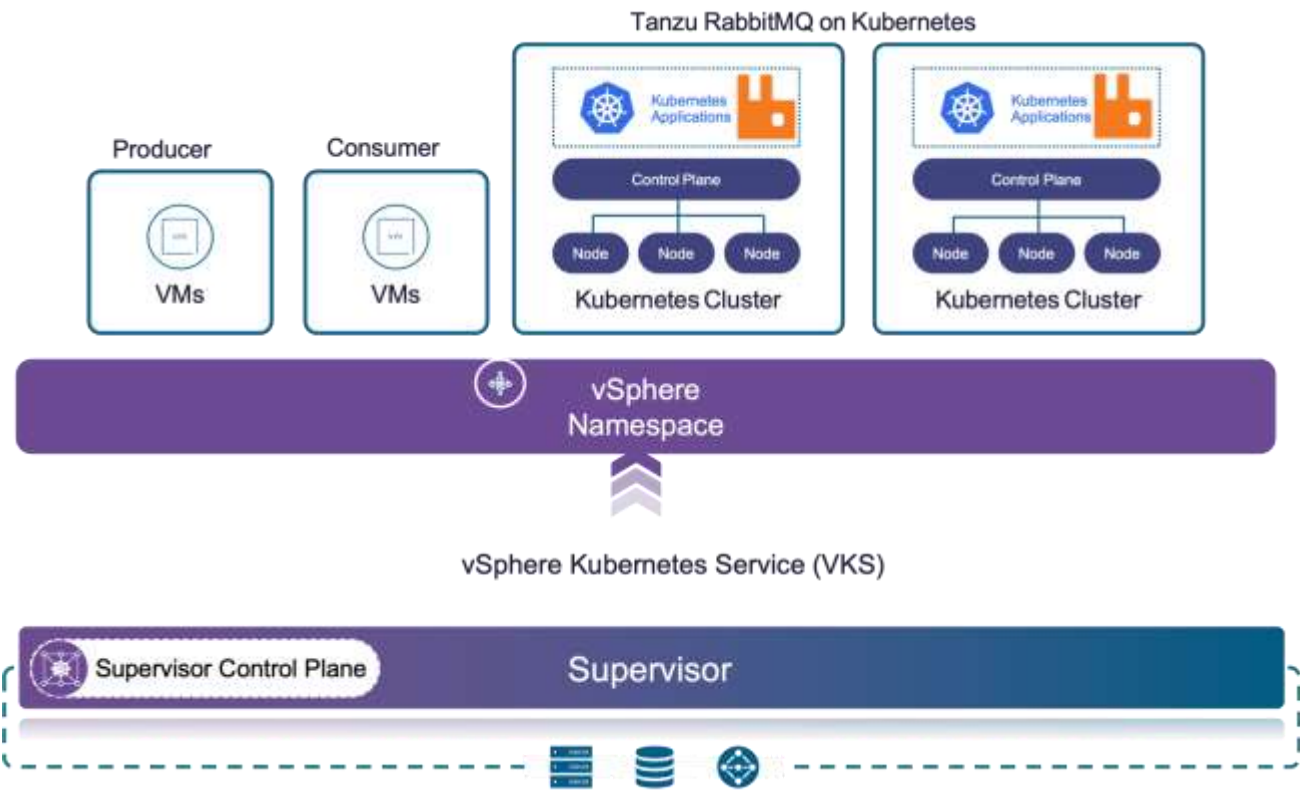 Tanzu RabbitMQ on Kubernetes
Kubernetes
Applications
Kubernetes
Applications
Producer
Consumer
Control Plane
Control Plane
Node
Node
Node
Node
Node
Node
VMs
VMs
Kubernetes Cluster
Kubernetes Cluster
vSphere
Namespace
vSphere Kubernetes Service (VKS)
Supervisor Control Plane
Supervisor